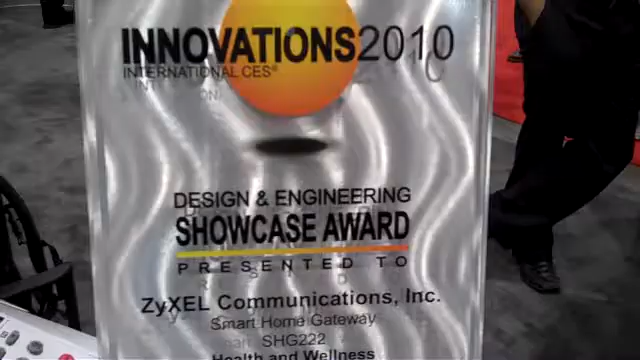 INNOVATIONS2010
INTERNATIONAL CES®
DESIGN & ENGINEERING
SHOWCASE AWARD
PRESENTED TO
ZyXEL Communications, Inc.
Smart Home Gateway
SHG222
Health and Wellness